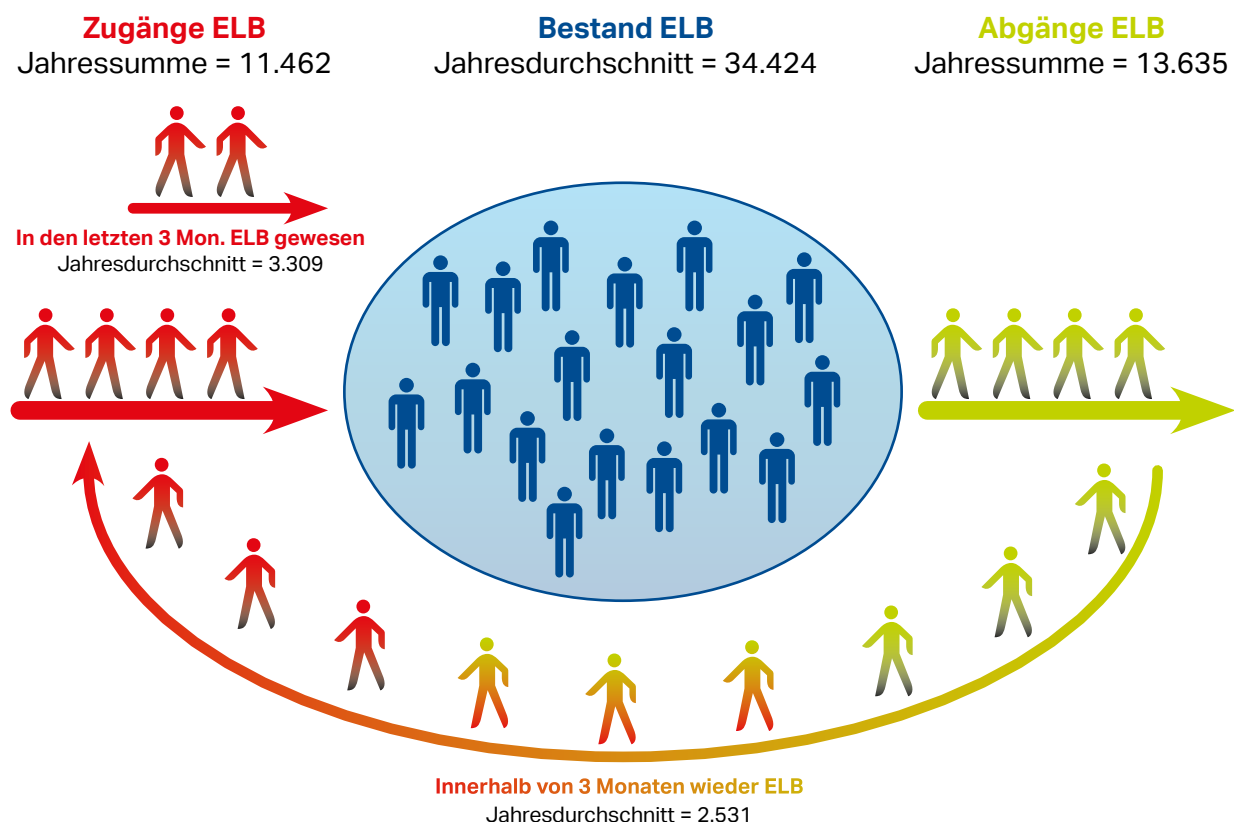 Zugänge ELB
Jahressumme = 11.462
Bestand ELB
Jahresdurchschnitt = 34.424
Abgänge ELB
Jahressumme = 13.635
In den letzten 3 Mon. ELB gewesen
Jahresdurchschnitt = 3.309
Innerhalb von 3 Monaten wieder ELB
Jahresdurchschnitt = 2.531